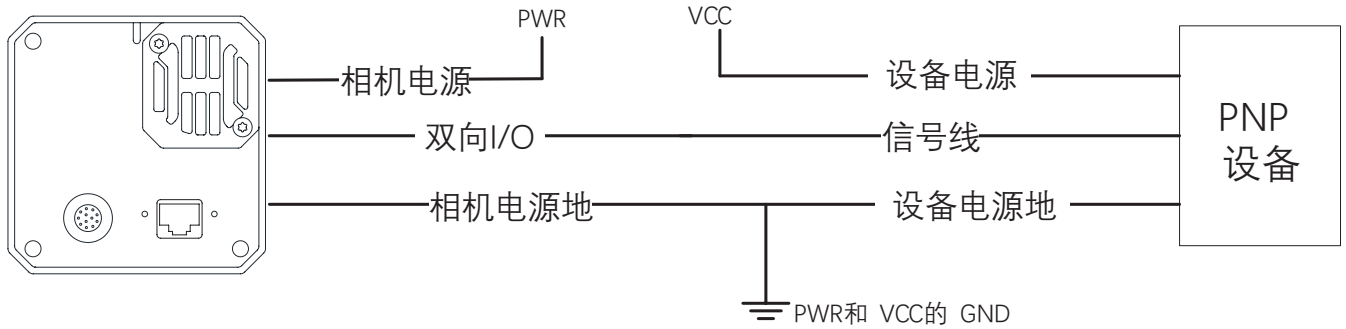 PWR
VCC
相机电源
设备电源
双向I/O
信号线
PNP
设备
相机电源地
设备电源地
PWR和 VCC的 GND